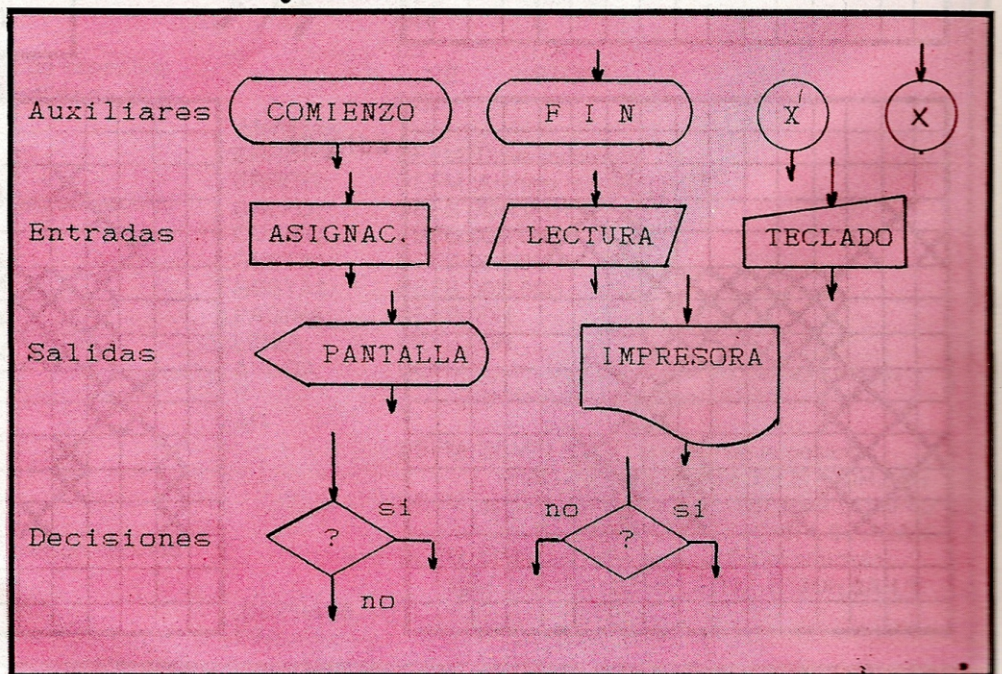 Auxiliares COMIENZO F I N X X
Entradas ASIGNAC. LECTURA TECLADO
Salidas PANTALLA IMPRESORA
si no si
Decisiones ? ?
no